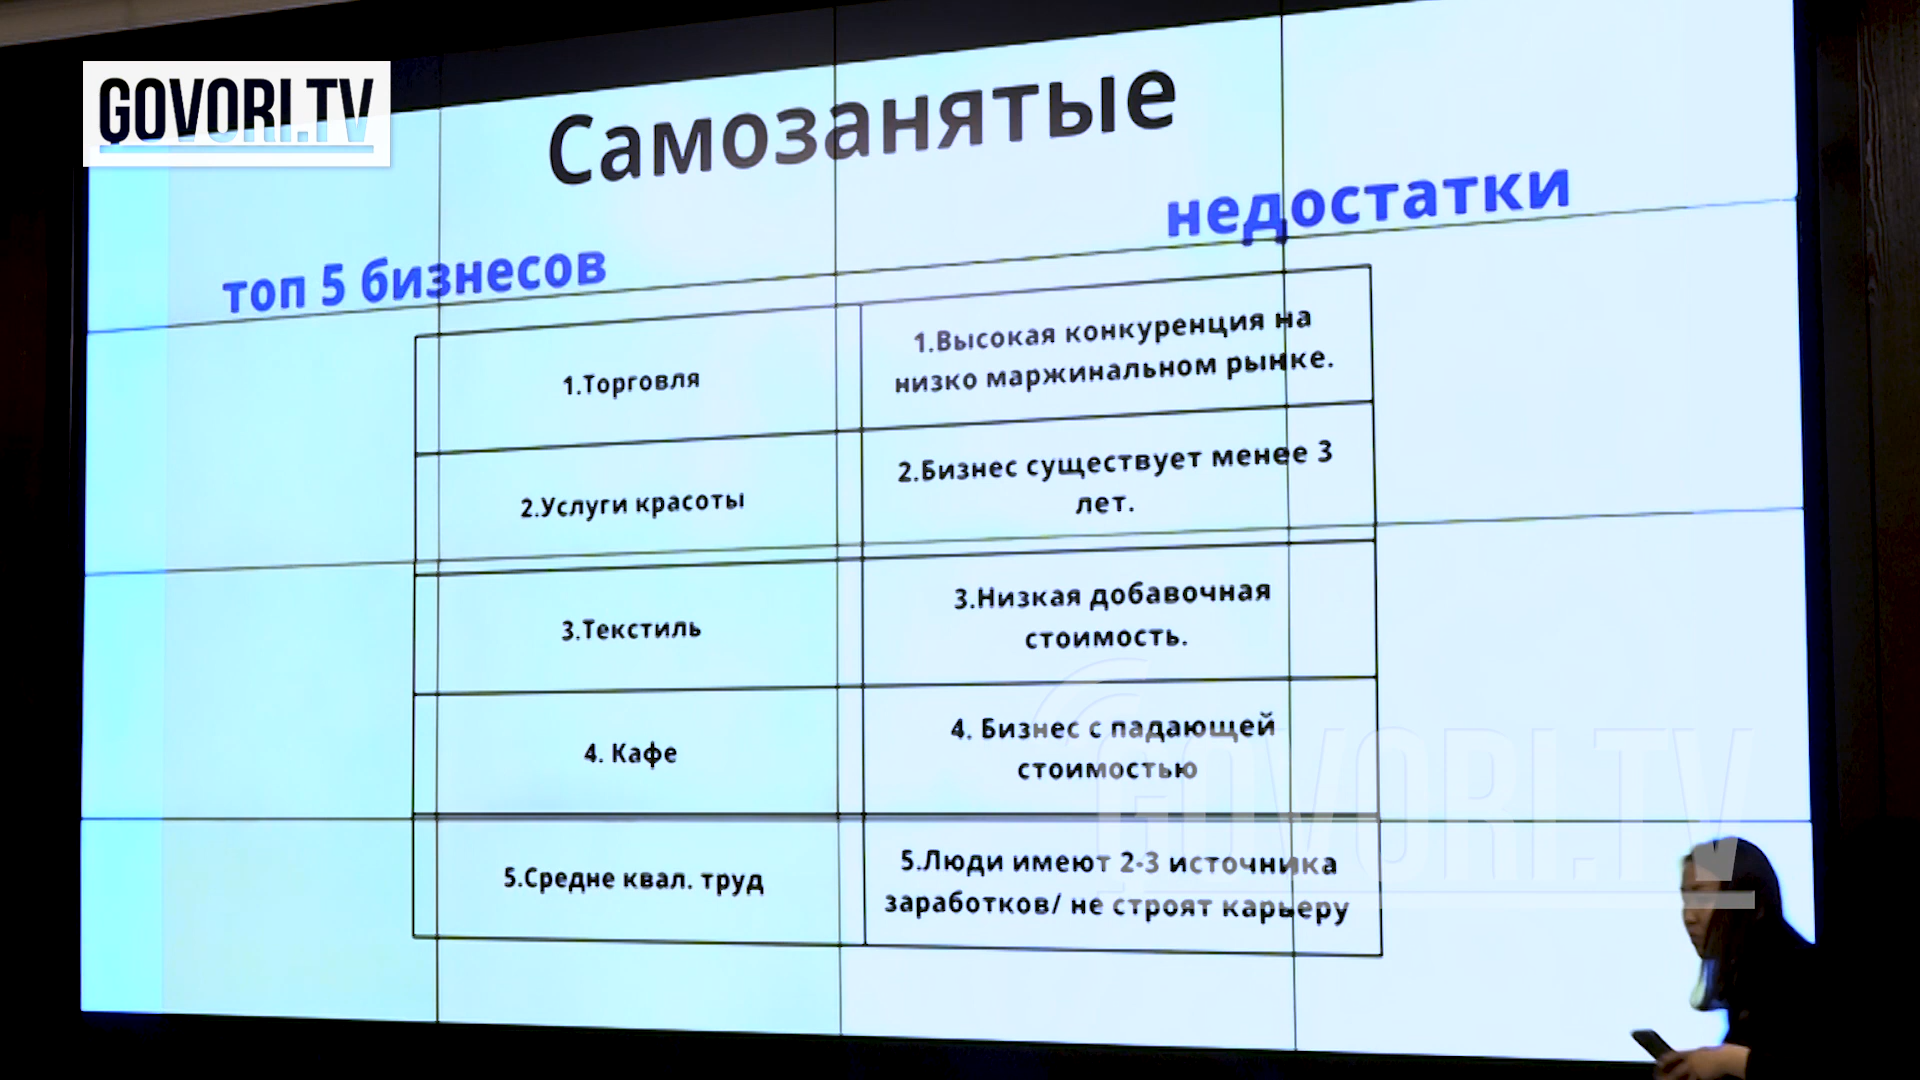 GOVORI.TV
Самозанятые
недостатки
топ 5 бизнесов
1.Торговля
1.Высокая конкуренция на
низко маржинальном рынке.
2.Услуги красоты
2.Бизнес существует менее 3
лет.
3.Текстиль
3.Низкая добавочная
стоимость.
4. Кафе
4. Бизнес с падающей
стоимостью
5.Средне квал. труд
5.Люди имеют 2-3 источника
заработков/ не строят карьеру
GOVORI.TV